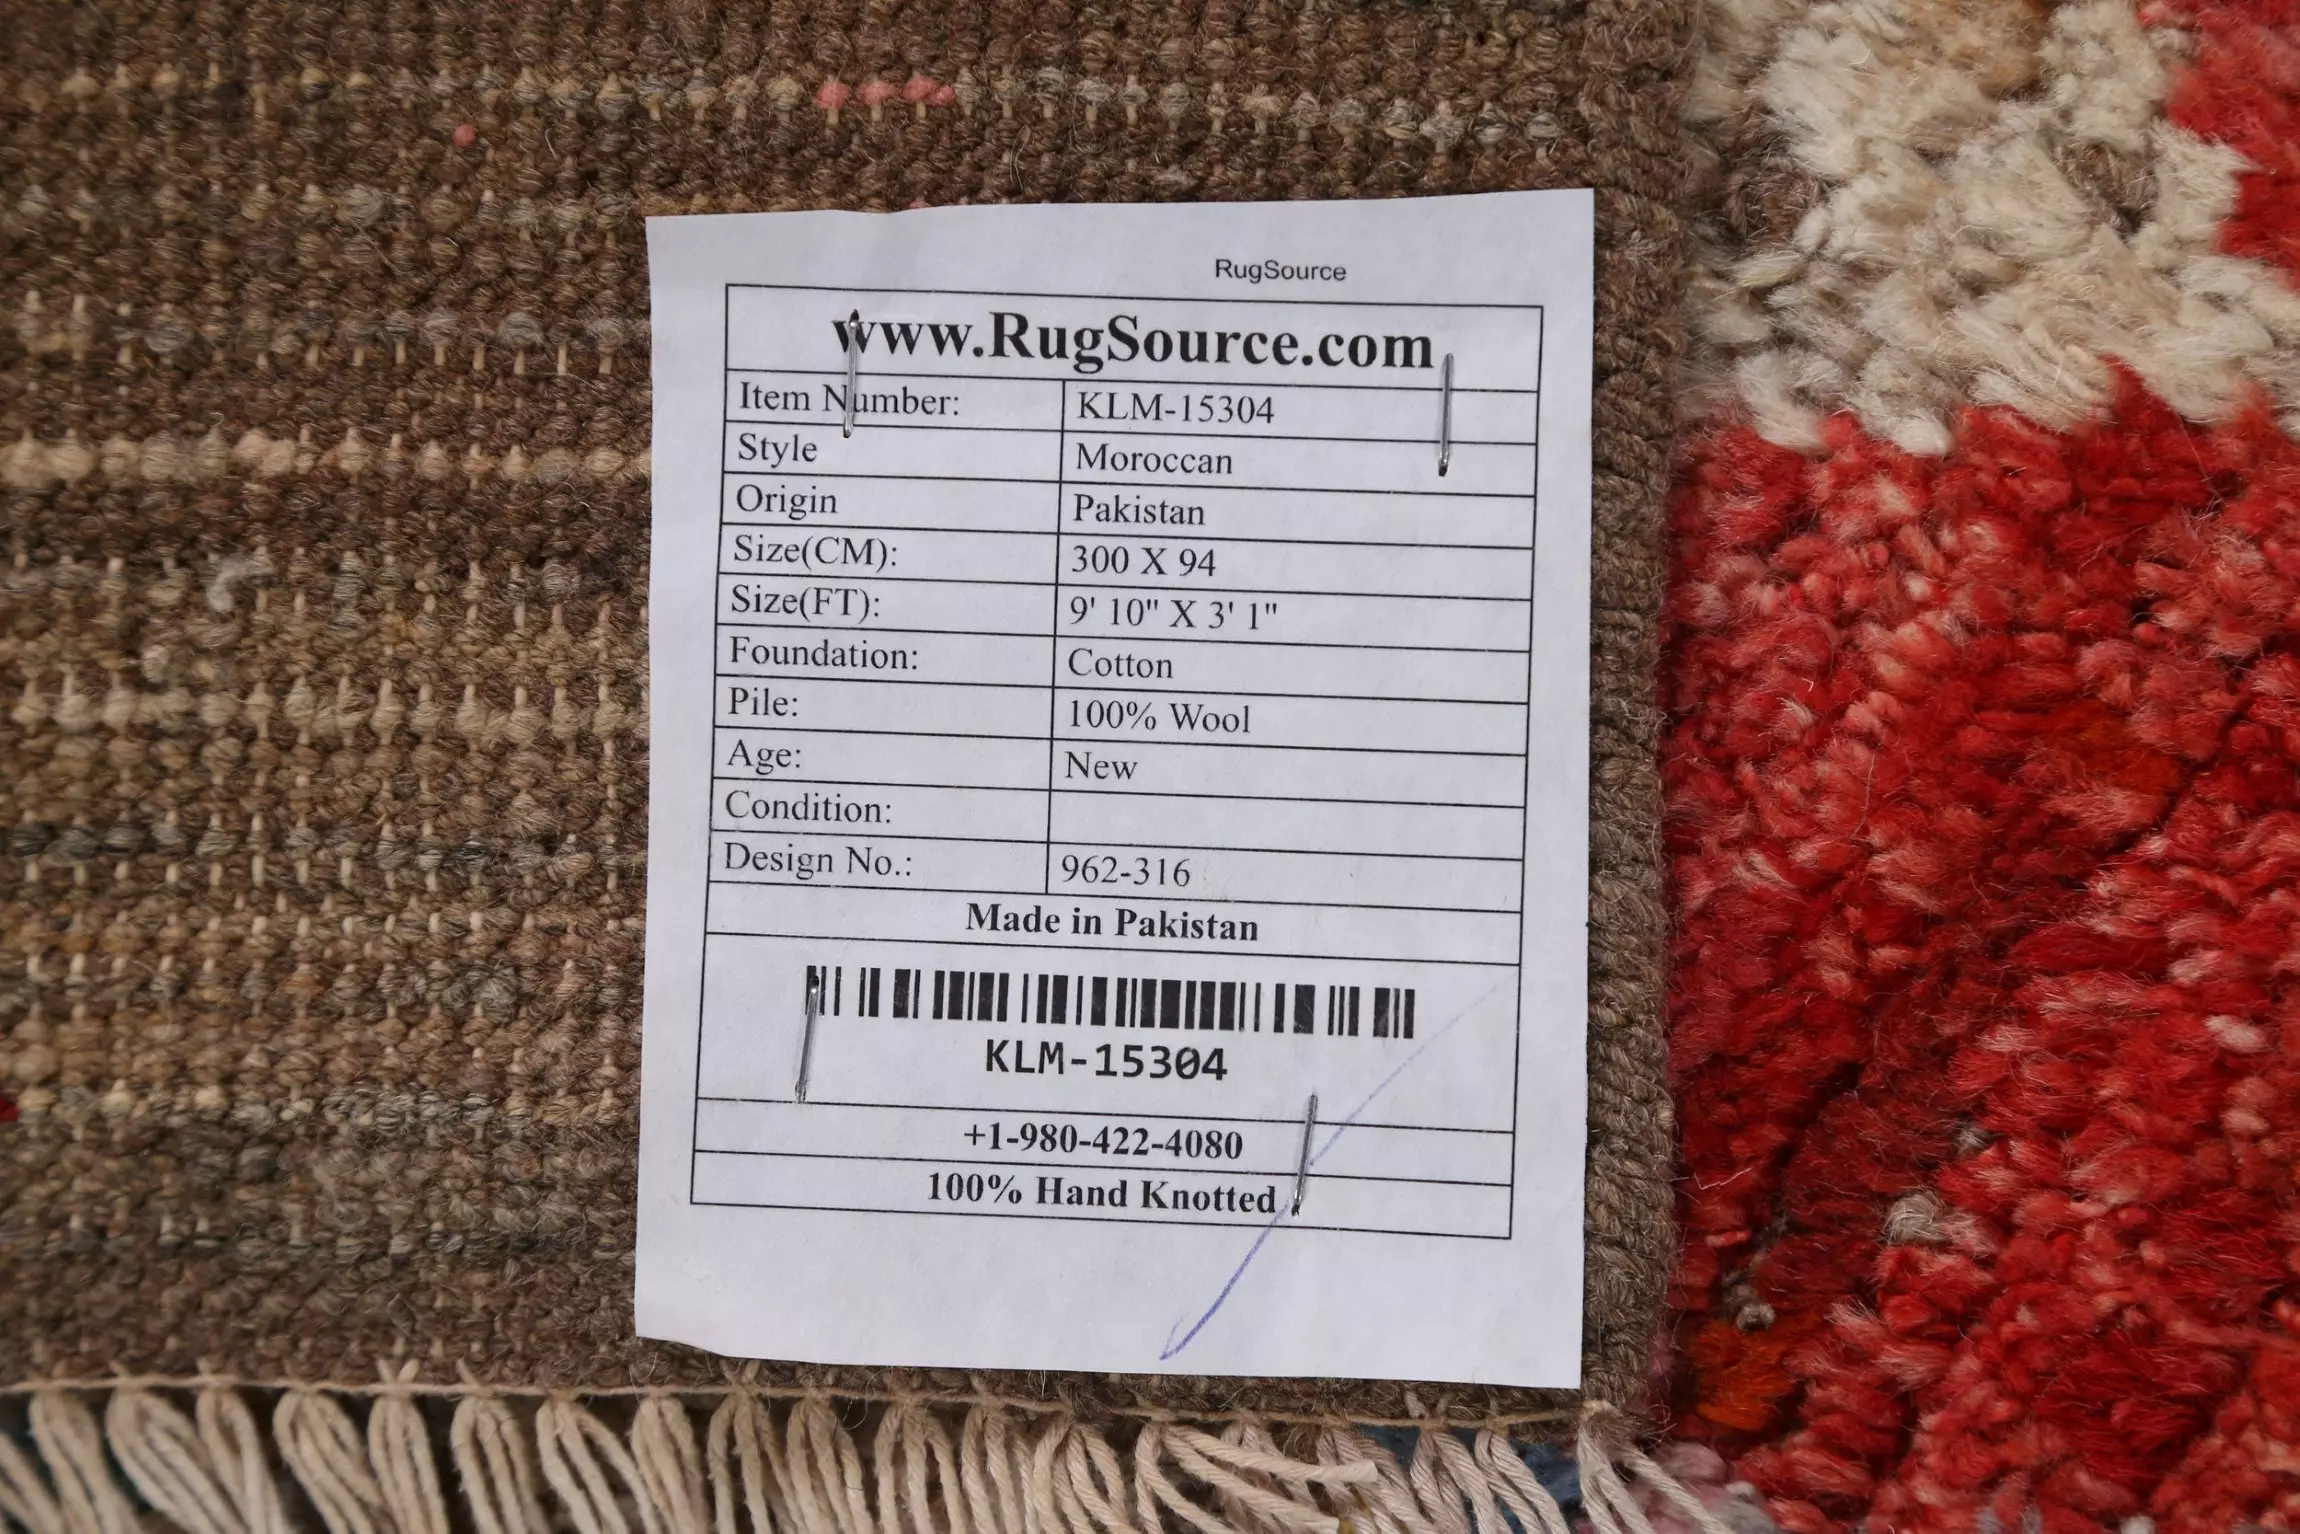 RugSource
www.RugSource.com
Item Number: KLM-15304
Style Moroccan
Origin Pakistan
Size(CM): 300 X 94
Size(FT): 9' 10" X 3' 1"
Foundation: Cotton
Pile: 100% Wool
Age: New
Condition:
Design No.: 962-316
Made in Pakistan
KLM-15304
+1-980-422-4080
100% Hand Knotted